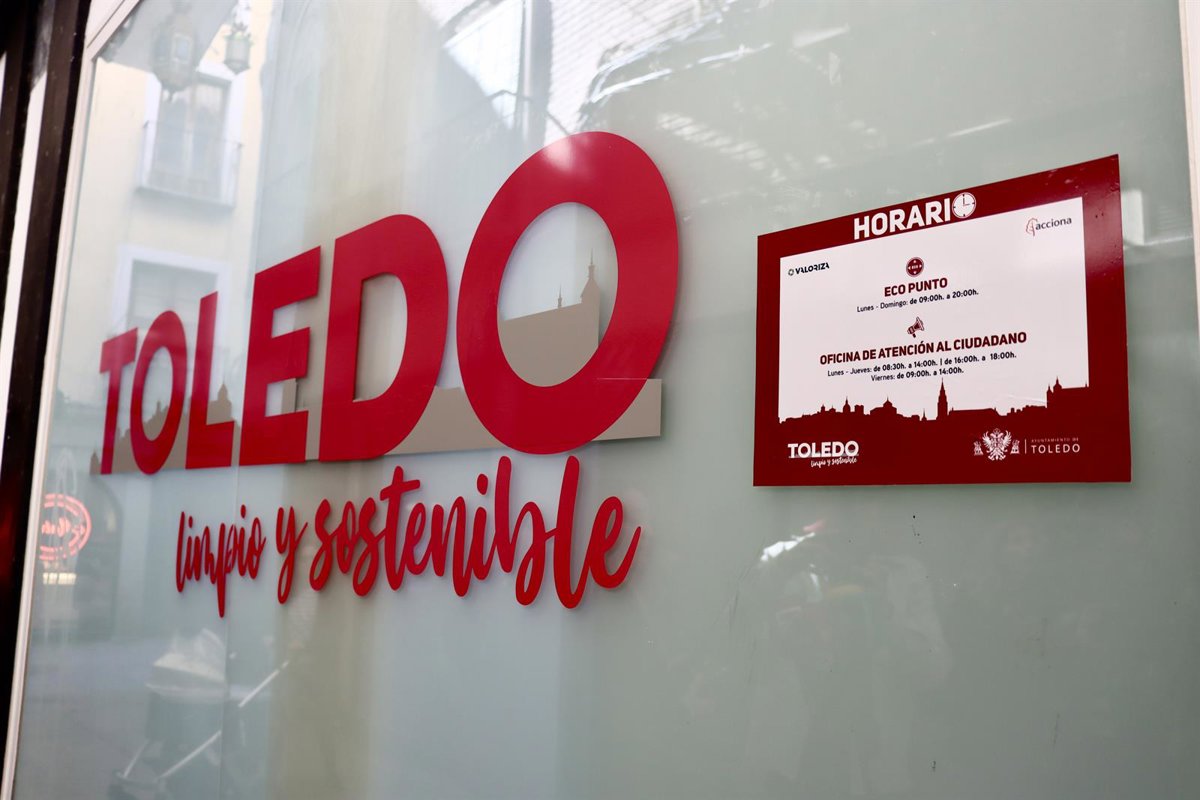 TOLEDO
limpio y sostenible
HORARIO
acciona
VALORIZA
ECO PUNTO
Lunes - Domingo: de 09:00h. a 20:00h.
OFICINA DE ATENCIÓN AL CIUDADANO
Lunes - Jueves: de 08:30h. a 14:00h. | de 16:00h. a 18:00h.
Viernes: de 09:00h. a 14:00h.
TOLEDO
limpio y sostenible
AYUNTAMIENTO DE
TOLEDO